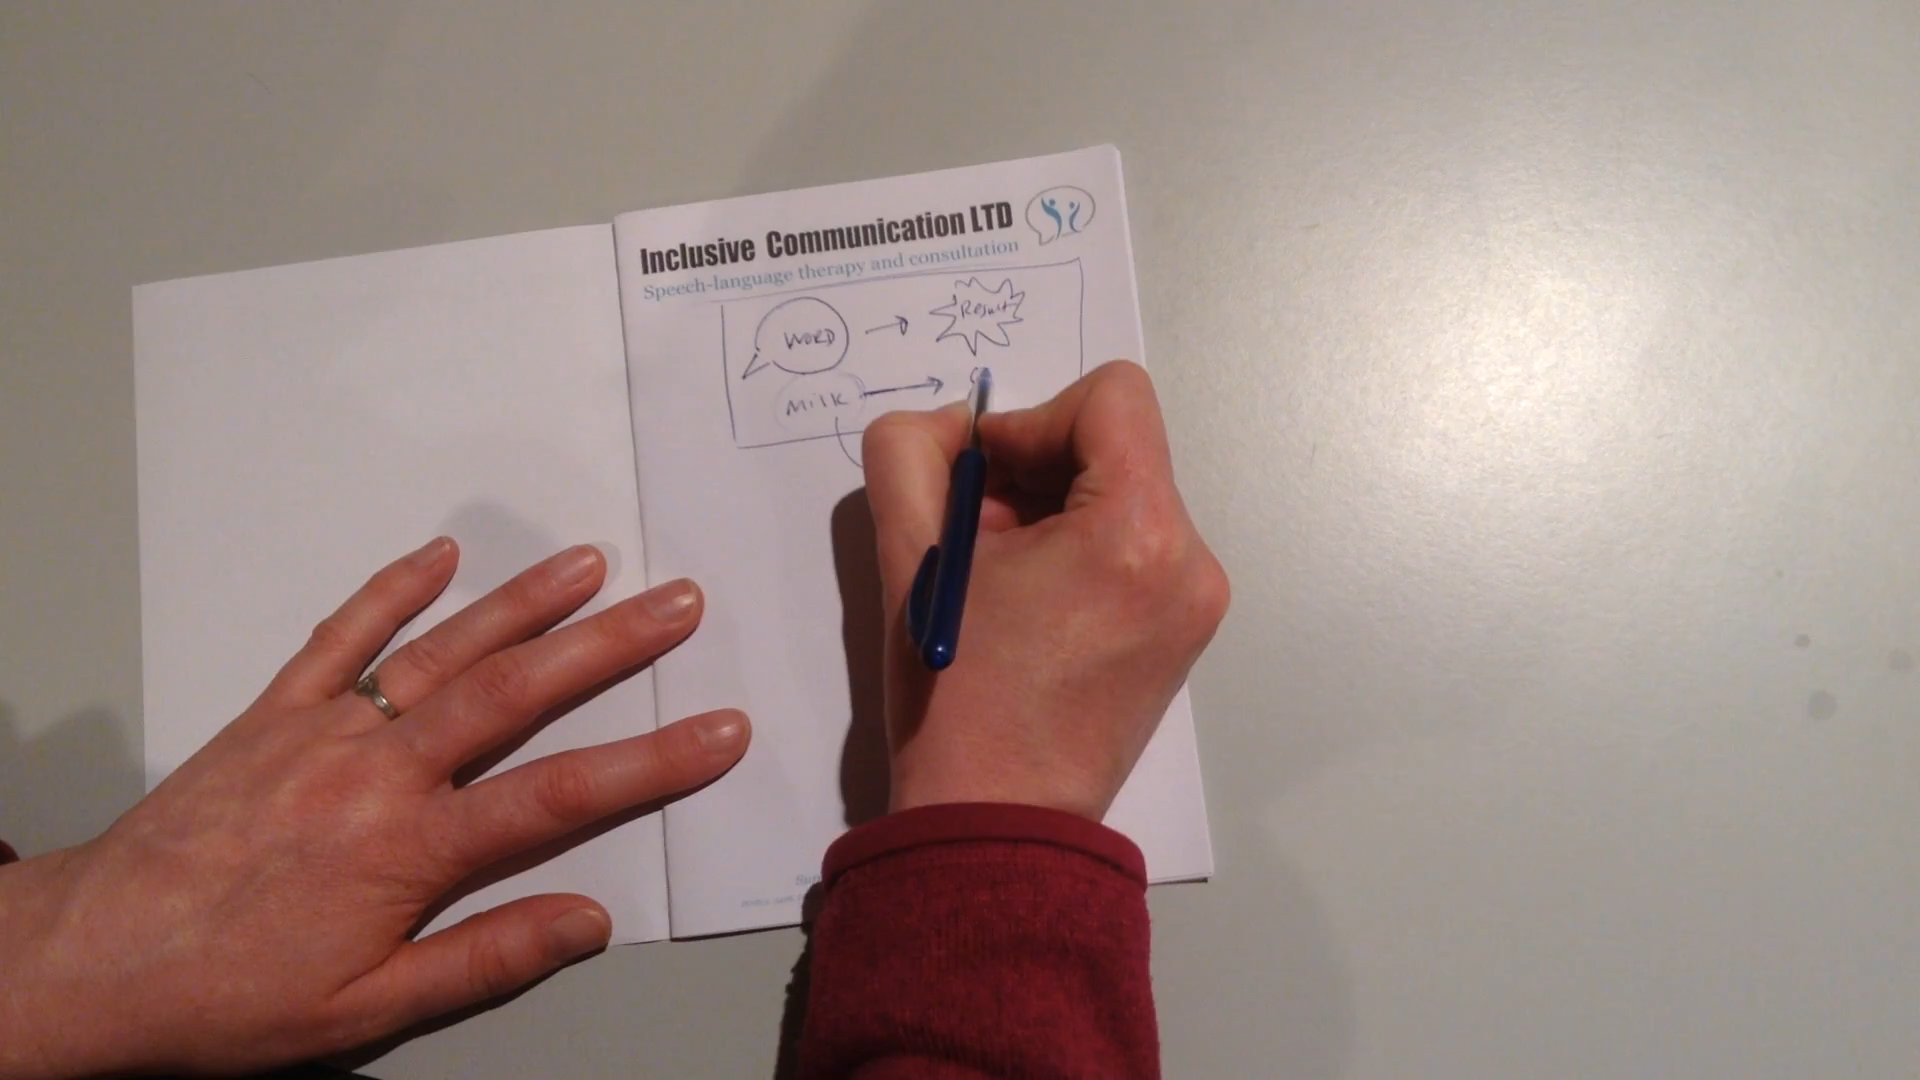 Inclusive Communication LTD
Speech-language therapy and consultation
WORD → Result
Milk →